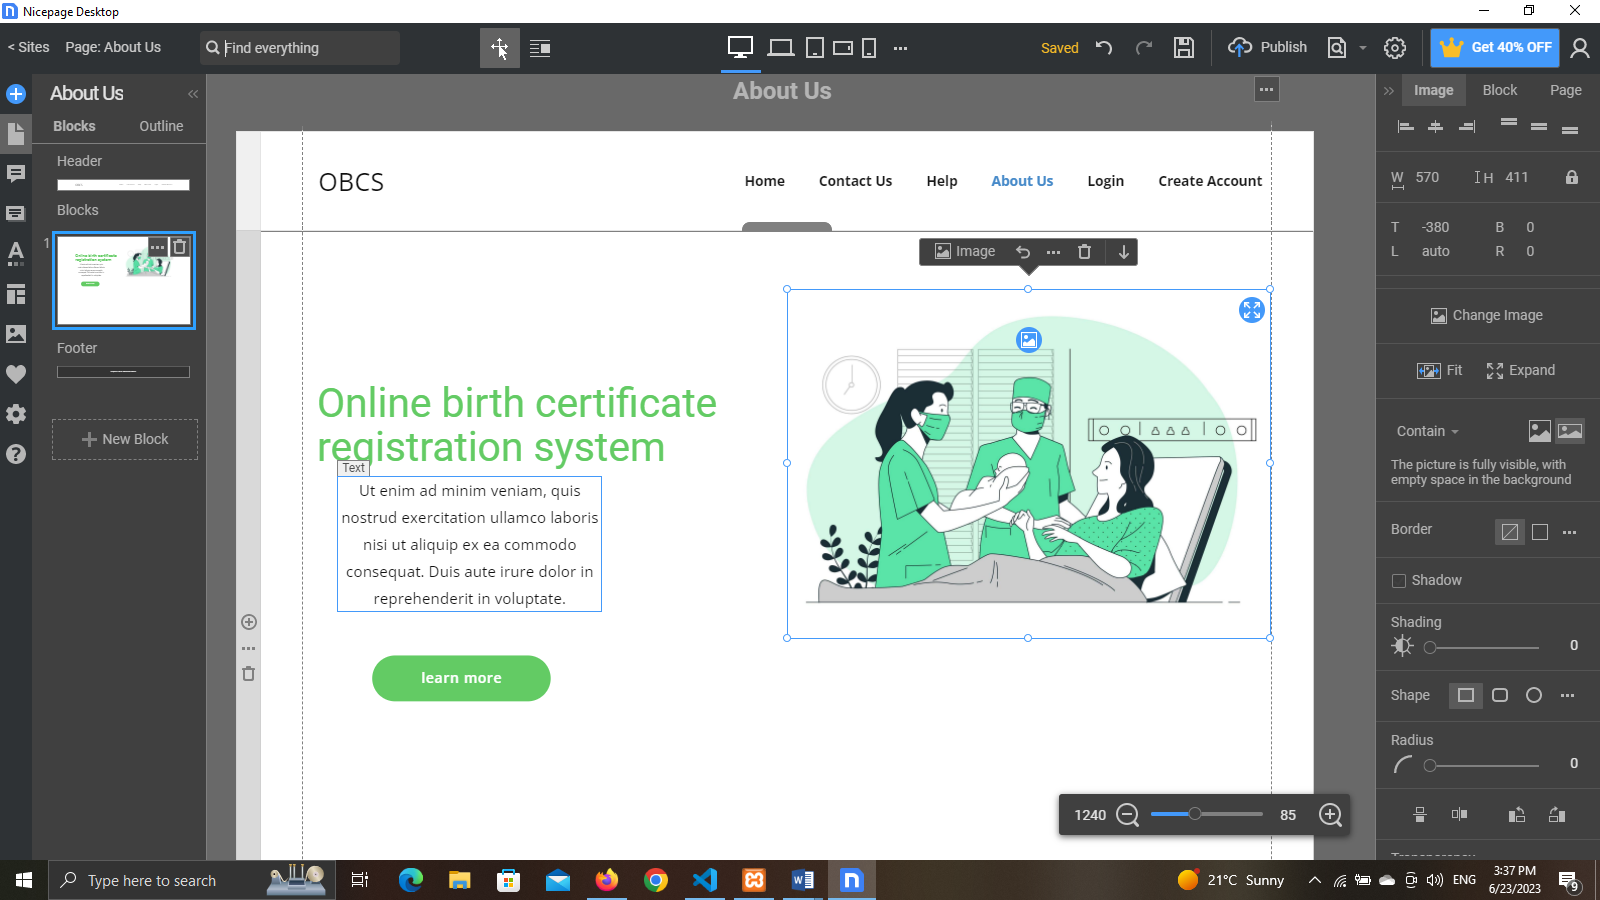 Nicepage Desktop
< Sites
Page: About Us
Find everything
Saved
Publish
Get 40% OFF
About Us
Blocks
Outline
Header
Blocks
1
Online birth certificate
registration system
Footer
New Block
About Us
OBCS
Home
Contact Us
Help
About Us
Login
Create Account
Image
Online birth certificate
registration system
Text
Ut enim ad minim veniam, quis
nostrud exercitation ullamco laboris
nisi ut aliquip ex ea commodo
consequat. Duis aute irure dolor in
reprehenderit in voluptate.
learn more
1240
85
Image
Block
Page
W 570
H 411
T -380
B 0
L auto
R 0
Change Image
Fit
Expand
Contain
The picture is fully visible, with
empty space in the background
Border
Shadow
Shading
0
Shape
Radius
0
Transparency
Type here to search
21°C Sunny
ENG
3:37 PM
6/23/2023
9